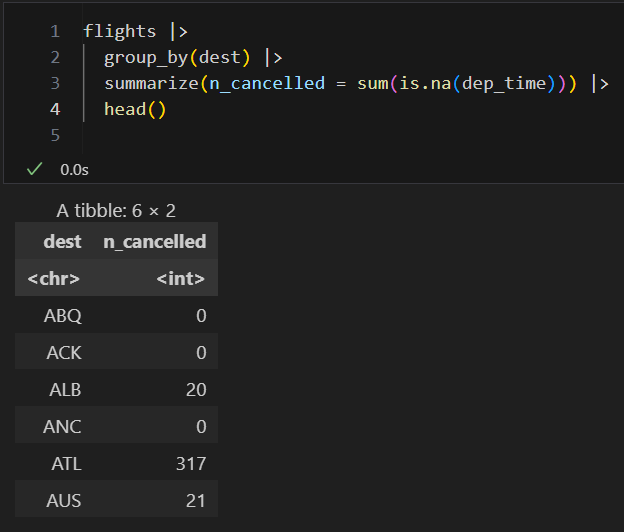 1 flights |>
2 group_by(dest) |>
3 summarize(n_cancelled = sum(is.na(dep_time))) |>
4 head()
5
✓ 0.0s
A tibble: 6 × 2
dest n_cancelled
<chr> <int>
ABQ 0
ACK 0
ALB 20
ANC 0
ATL 317
AUS 21